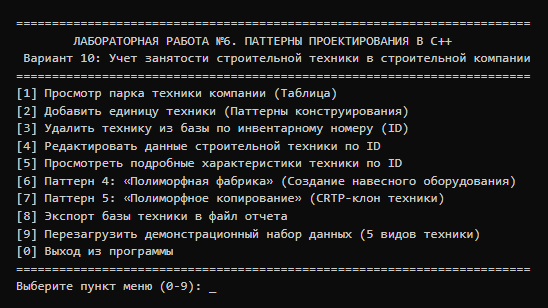 =========================================================================
ЛАБОРАТОРНАЯ РАБОТА №6. ПАТТЕРНЫ ПРОЕКТИРОВАНИЯ В C++
Вариант 10: Учет занятости строительной техники в строительной компании
=========================================================================
[1] Просмотр парка техники компании (Таблица)
[2] Добавить единицу техники (Паттерны конструирования)
[3] Удалить технику из базы по инвентарному номеру (ID)
[4] Редактировать данные строительной техники по ID
[5] Просмотреть подробные характеристики техники по ID
[6] Паттерн 4: «Полиморфная фабрика» (Создание навесного оборудования)
[7] Паттерн 5: «Полиморфное копирование» (CRTP-клон техники)
[8] Экспорт базы техники в файл отчета
[9] Перезагрузить демонстрационный набор данных (5 видов техники)
[0] Выход из программы
=========================================================================
Выберите пункт меню (0-9): _